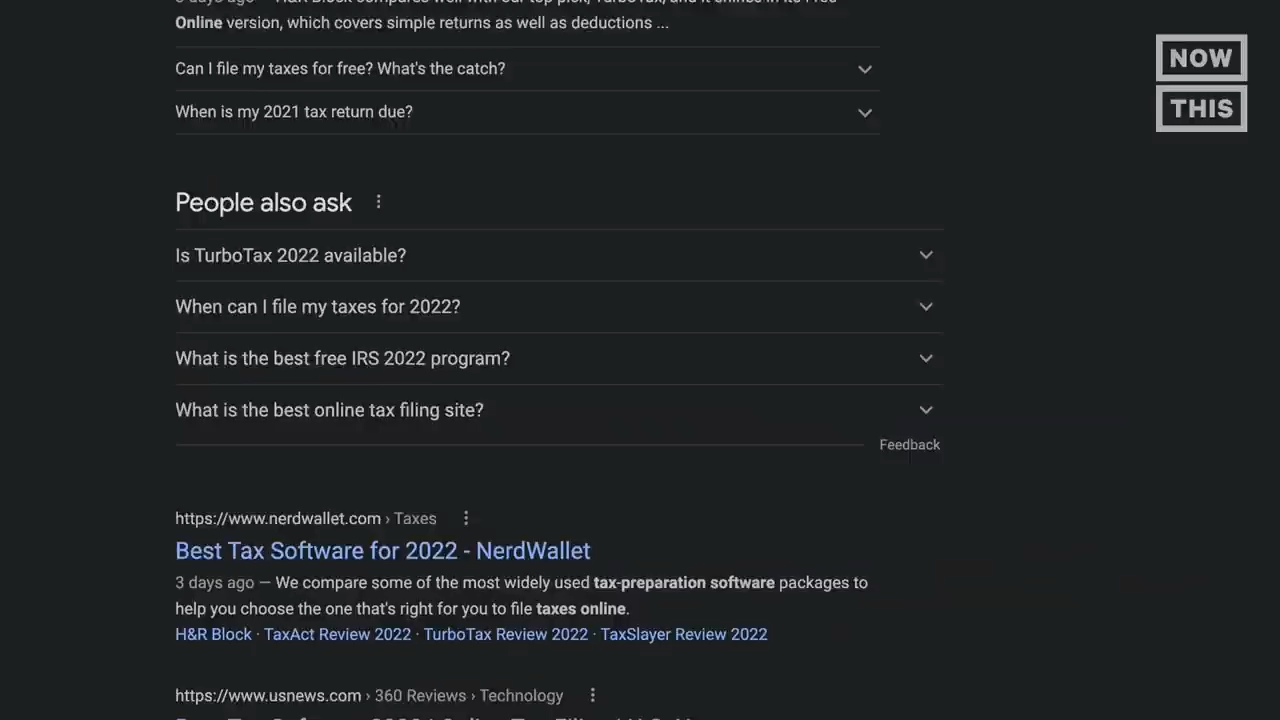 Online version, which covers simple returns as well as deductions ...
Can I file my taxes for free? What's the catch?
When is my 2021 tax return due?
NOW
THIS
People also ask
Is TurboTax 2022 available?
When can I file my taxes for 2022?
What is the best free IRS 2022 program?
What is the best online tax filing site?
Feedback
https://www.nerdwallet.com › Taxes
Best Tax Software for 2022 - NerdWallet
3 days ago — We compare some of the most widely used tax-preparation software packages to
help you choose the one that's right for you to file taxes online.
H&R Block · TaxAct Review 2022 · TurboTax Review 2022 · TaxSlayer Review 2022
https://www.usnews.com › 360 Reviews › Technology